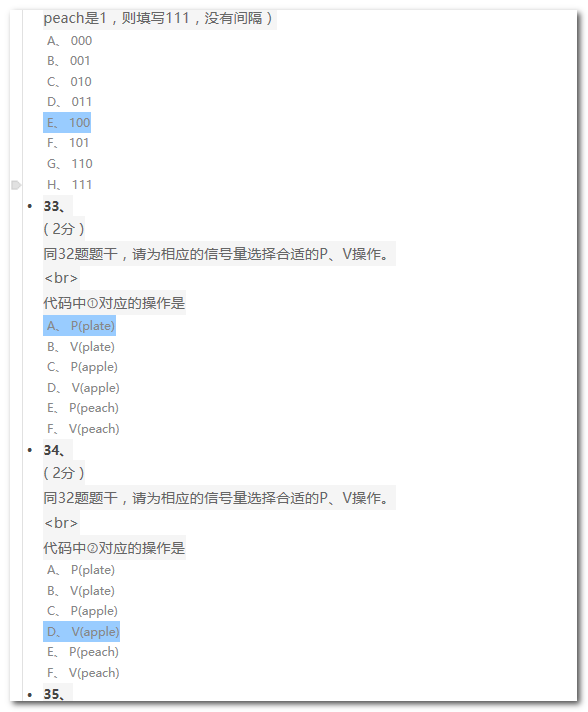 peach是1，则填写111，没有间隔）
A、 000
B、 001
C、 010
D、 011
E、 100
F、 101
G、 110
H、 111
• 33、
（2分）
同32题题干，请为相应的信号量选择合适的P、V操作。
<br>
代码中①对应的操作是
A、 P(plate)
B、 V(plate)
C、 P(apple)
D、 V(apple)
E、 P(peach)
F、 V(peach)
• 34、
（2分）
同32题题干，请为相应的信号量选择合适的P、V操作。
<br>
代码中②对应的操作是
A、 P(plate)
B、 V(plate)
C、 P(apple)
D、 V(apple)
E、 P(peach)
F、 V(peach)
• 35、